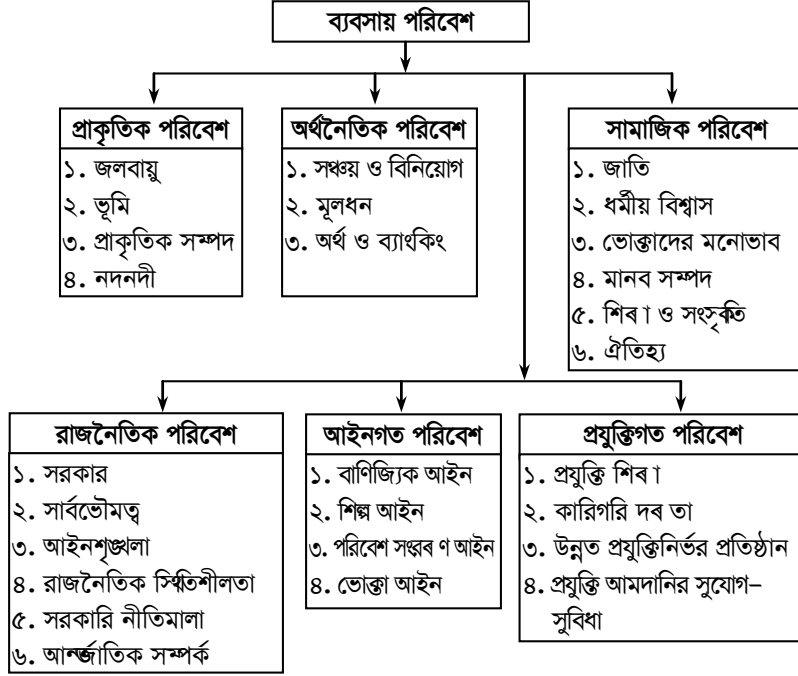 ব্যবসায় পরিবেশ
প্রাকৃতিক পরিবেশ
১. জলবায়ু
২. ভূমি
৩. প্রাকৃতিক সম্পদ
৪. নদনদী
অর্থনৈতিক পরিবেশ
১. সঞ্চয় ও বিনিয়োগ
২. মূলধন
৩. অর্থ ও ব্যাংকিং
সামাজিক পরিবেশ
১. জাতি
২. ধর্মীয় বিশ্বাস
৩. ভোক্তাদের মনোভাব
৪. মানব সম্পদ
৫. শিৰা ও সংস্কৃতি
৬. ঐতিহ্য
রাজনৈতিক পরিবেশ
১. সরকার
২. সার্বভৌমত্ব
৩. আইনশৃঙ্খলা
৪. রাজনৈতিক স্থিতিশীলতা
৫. সরকারি নীতিমালা
৬. আন্তর্জাতিক সম্পর্ক
আইনগত পরিবেশ
১. বাণিজ্যিক আইন
২. শিল্প আইন
৩. পরিবেশ সংরৰণ আইন
৪. ভোক্তা আইন
প্রযুক্তিগত পরিবেশ
১. প্রযুক্তি শিৰা
২. কারিগরি দৰতা
৩. উন্নত প্রযুক্তিনির্ভর প্রতিষ্ঠান
৪. প্রযুক্তি আমদানির সুযোগ–
সুবিধা